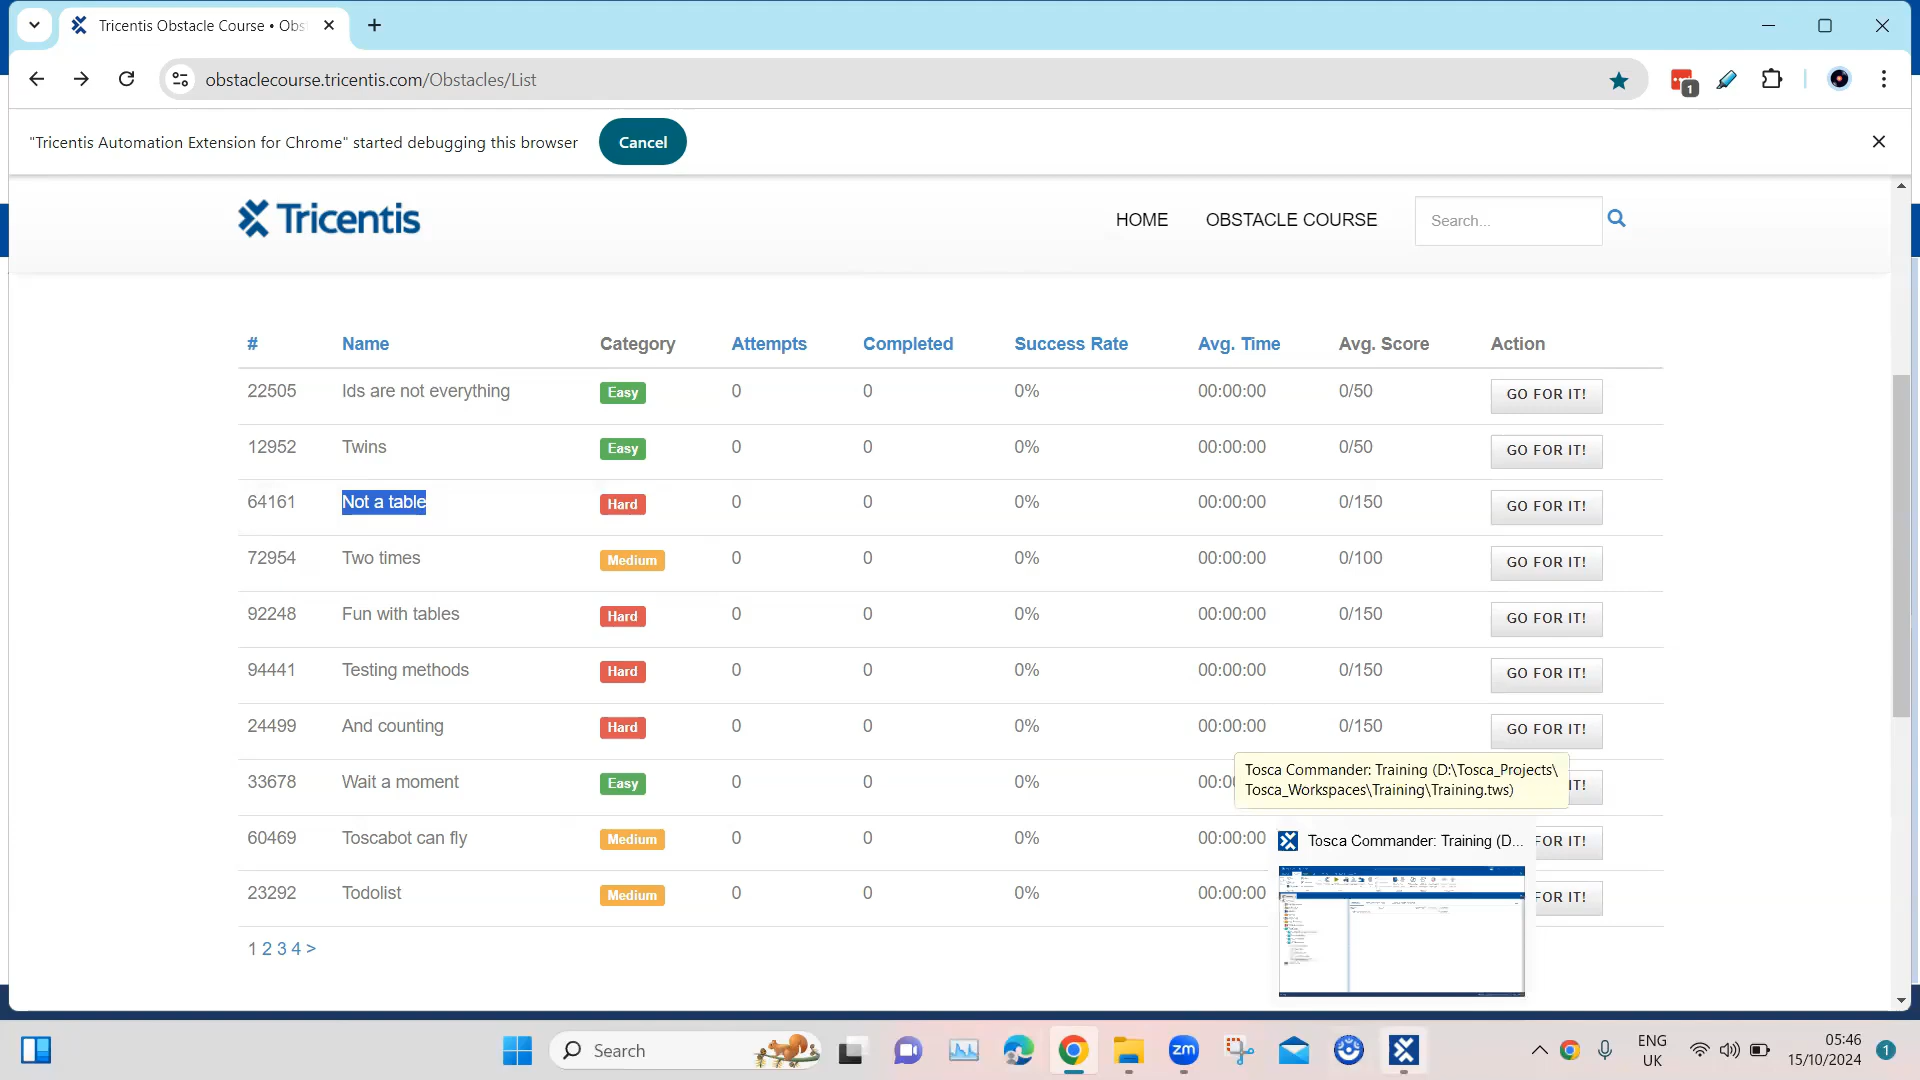 Tricentis Obstacle Course • Obs
obstaclecourse.tricentis.com/Obstacles/List
1
"Tricentis Automation Extension for Chrome" started debugging this browser
Cancel
Tricentis
HOME
OBSTACLE COURSE
Search...
# Name Category Attempts Completed Success Rate Avg. Time Avg. Score Action
22505 Ids are not everything Easy 0 0 0% 00:00:00 0/50 GO FOR IT!
12952 Twins Easy 0 0 0% 00:00:00 0/50 GO FOR IT!
64161 Not a table Hard 0 0 0% 00:00:00 0/150 GO FOR IT!
72954 Two times Medium 0 0 0% 00:00:00 0/100 GO FOR IT!
92248 Fun with tables Hard 0 0 0% 00:00:00 0/150 GO FOR IT!
94441 Testing methods Hard 0 0 0% 00:00:00 0/150 GO FOR IT!
24499 And counting Hard 0 0 0% 00:00:00 0/150 GO FOR IT!
33678 Wait a moment Easy 0 0 0% 00:0 IT!
Tosca Commander: Training (D:\Tosca_Projects\
Tosca_Workspaces\Training\Training.tws)
60469 Toscabot can fly Medium 0 0 0% 00:00:00 FOR IT!
Tosca Commander: Training (D...
23292 Todolist Medium 0 0 0% 00:00:00 FOR IT!
1 2 3 4 >
Search
zm
ENG
UK
05:46
15/10/2024
1